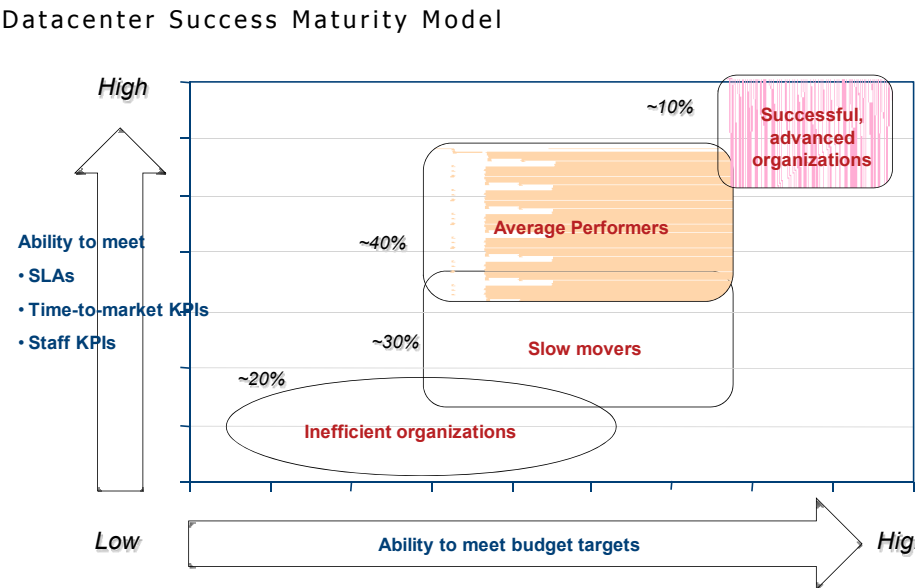 Datacenter Success Maturity Model
High
~10%
Successful,
advanced
organizations
Ability to meet
• SLAs
• Time-to-market KPIs
• Staff KPIs
~40%
Average Performers
~30%
Slow movers
~20%
Inefficient organizations
Low
Ability to meet budget targets
Hig